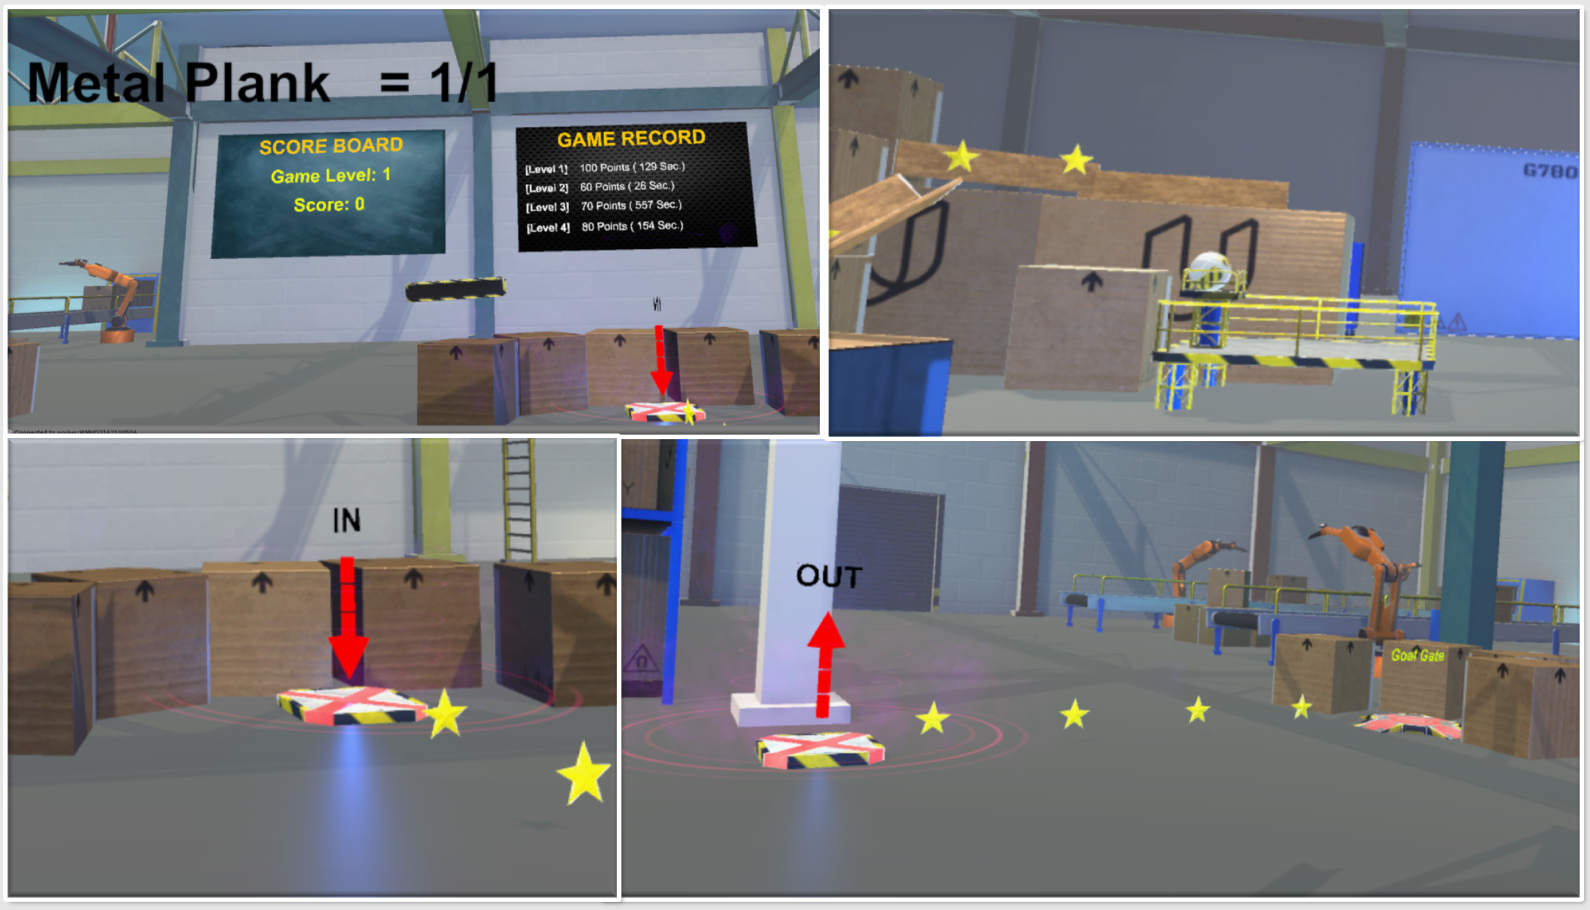 Metal Plank = 1/1
SCORE BOARD
Game Level: 1
Score: 0
GAME RECORD
[Level 1] 100 Points ( 129 Sec.)
[Level 2] 60 Points ( 26 Sec.)
[Level 3] 70 Points ( 557 Sec.)
[Level 4] 80 Points ( 154 Sec.)
G780
IN
OUT
Goal Gate